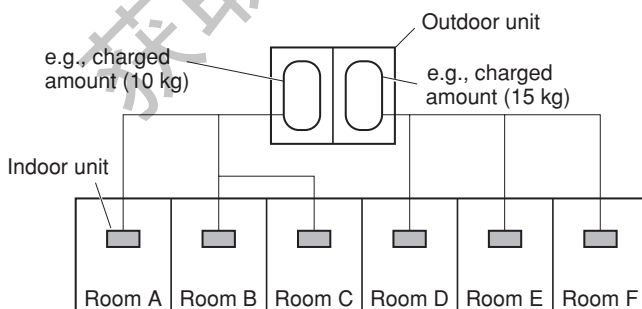 Outdoor unit
e.g., charged
amount (10 kg)
e.g., charged
amount (15 kg)
Indoor unit
Room A Room B Room C Room D Room E Room F